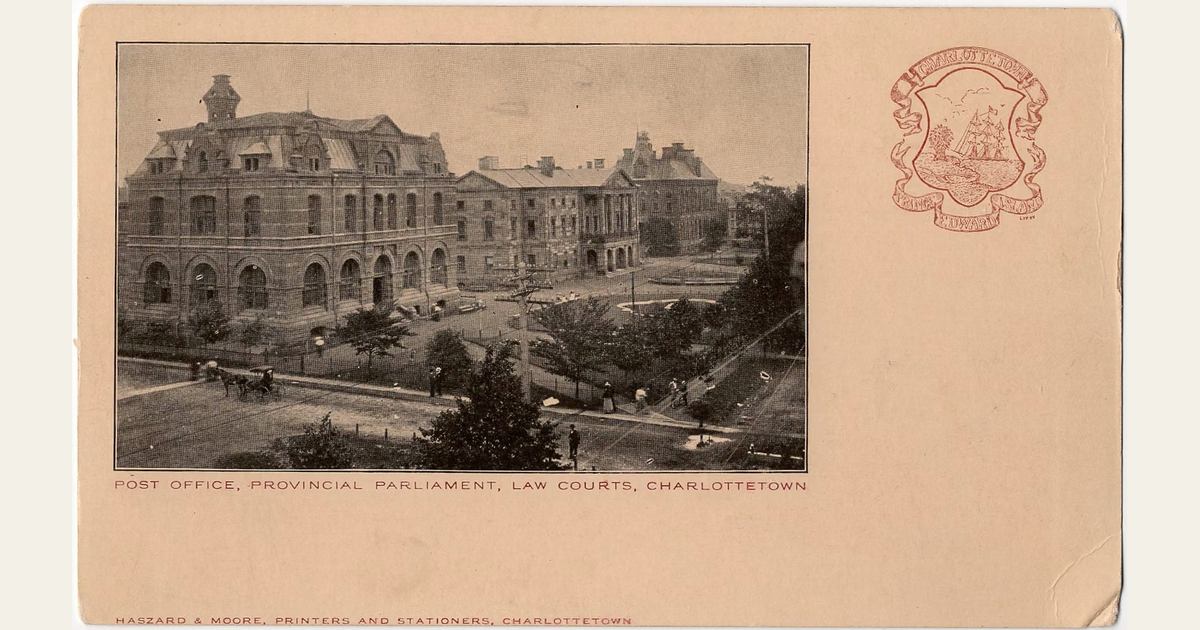 CHARLOTTETOWN
PRINCE EDWARD ISLAND
POST OFFICE, PROVINCIAL PARLIAMENT, LAW COURTS, CHARLOTTETOWN
HASZARD & MOORE, PRINTERS AND STATIONERS, CHARLOTTETOWN